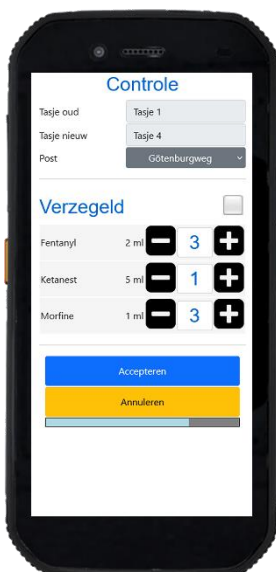 Controle
Tasje oud Tasje 1
Tasje nieuw Tasje 4
Post Götenburgweg
Verzegeld
Fentanyl 2 ml 3
Ketanest 5 ml 1
Morfine 1 ml 3
Accepteren
Annuleren